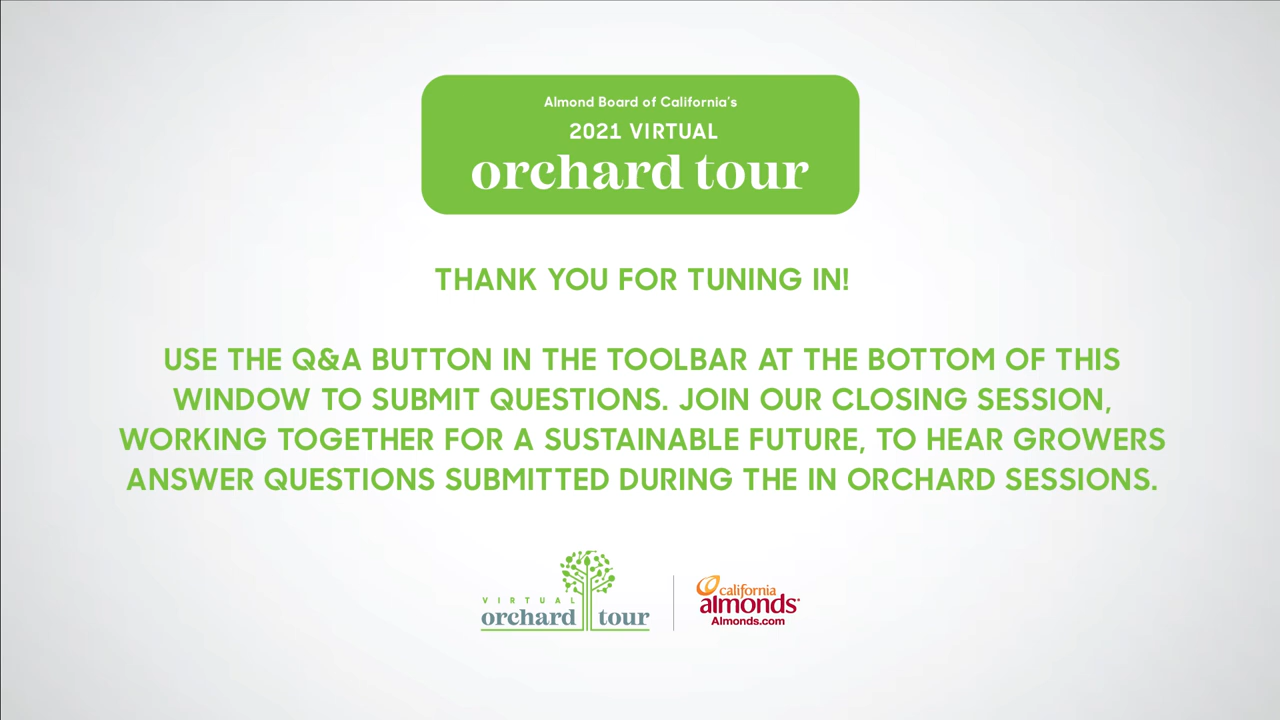 Almond Board of California's
2021 VIRTUAL
orchard tour
THANK YOU FOR TUNING IN!
USE THE Q&A BUTTON IN THE TOOLBAR AT THE BOTTOM OF THIS
WINDOW TO SUBMIT QUESTIONS. JOIN OUR CLOSING SESSION,
WORKING TOGETHER FOR A SUSTAINABLE FUTURE, TO HEAR GROWERS
ANSWER QUESTIONS SUBMITTED DURING THE IN ORCHARD SESSIONS.
VIRTUAL
orchard tour
california
almonds
Almonds.com